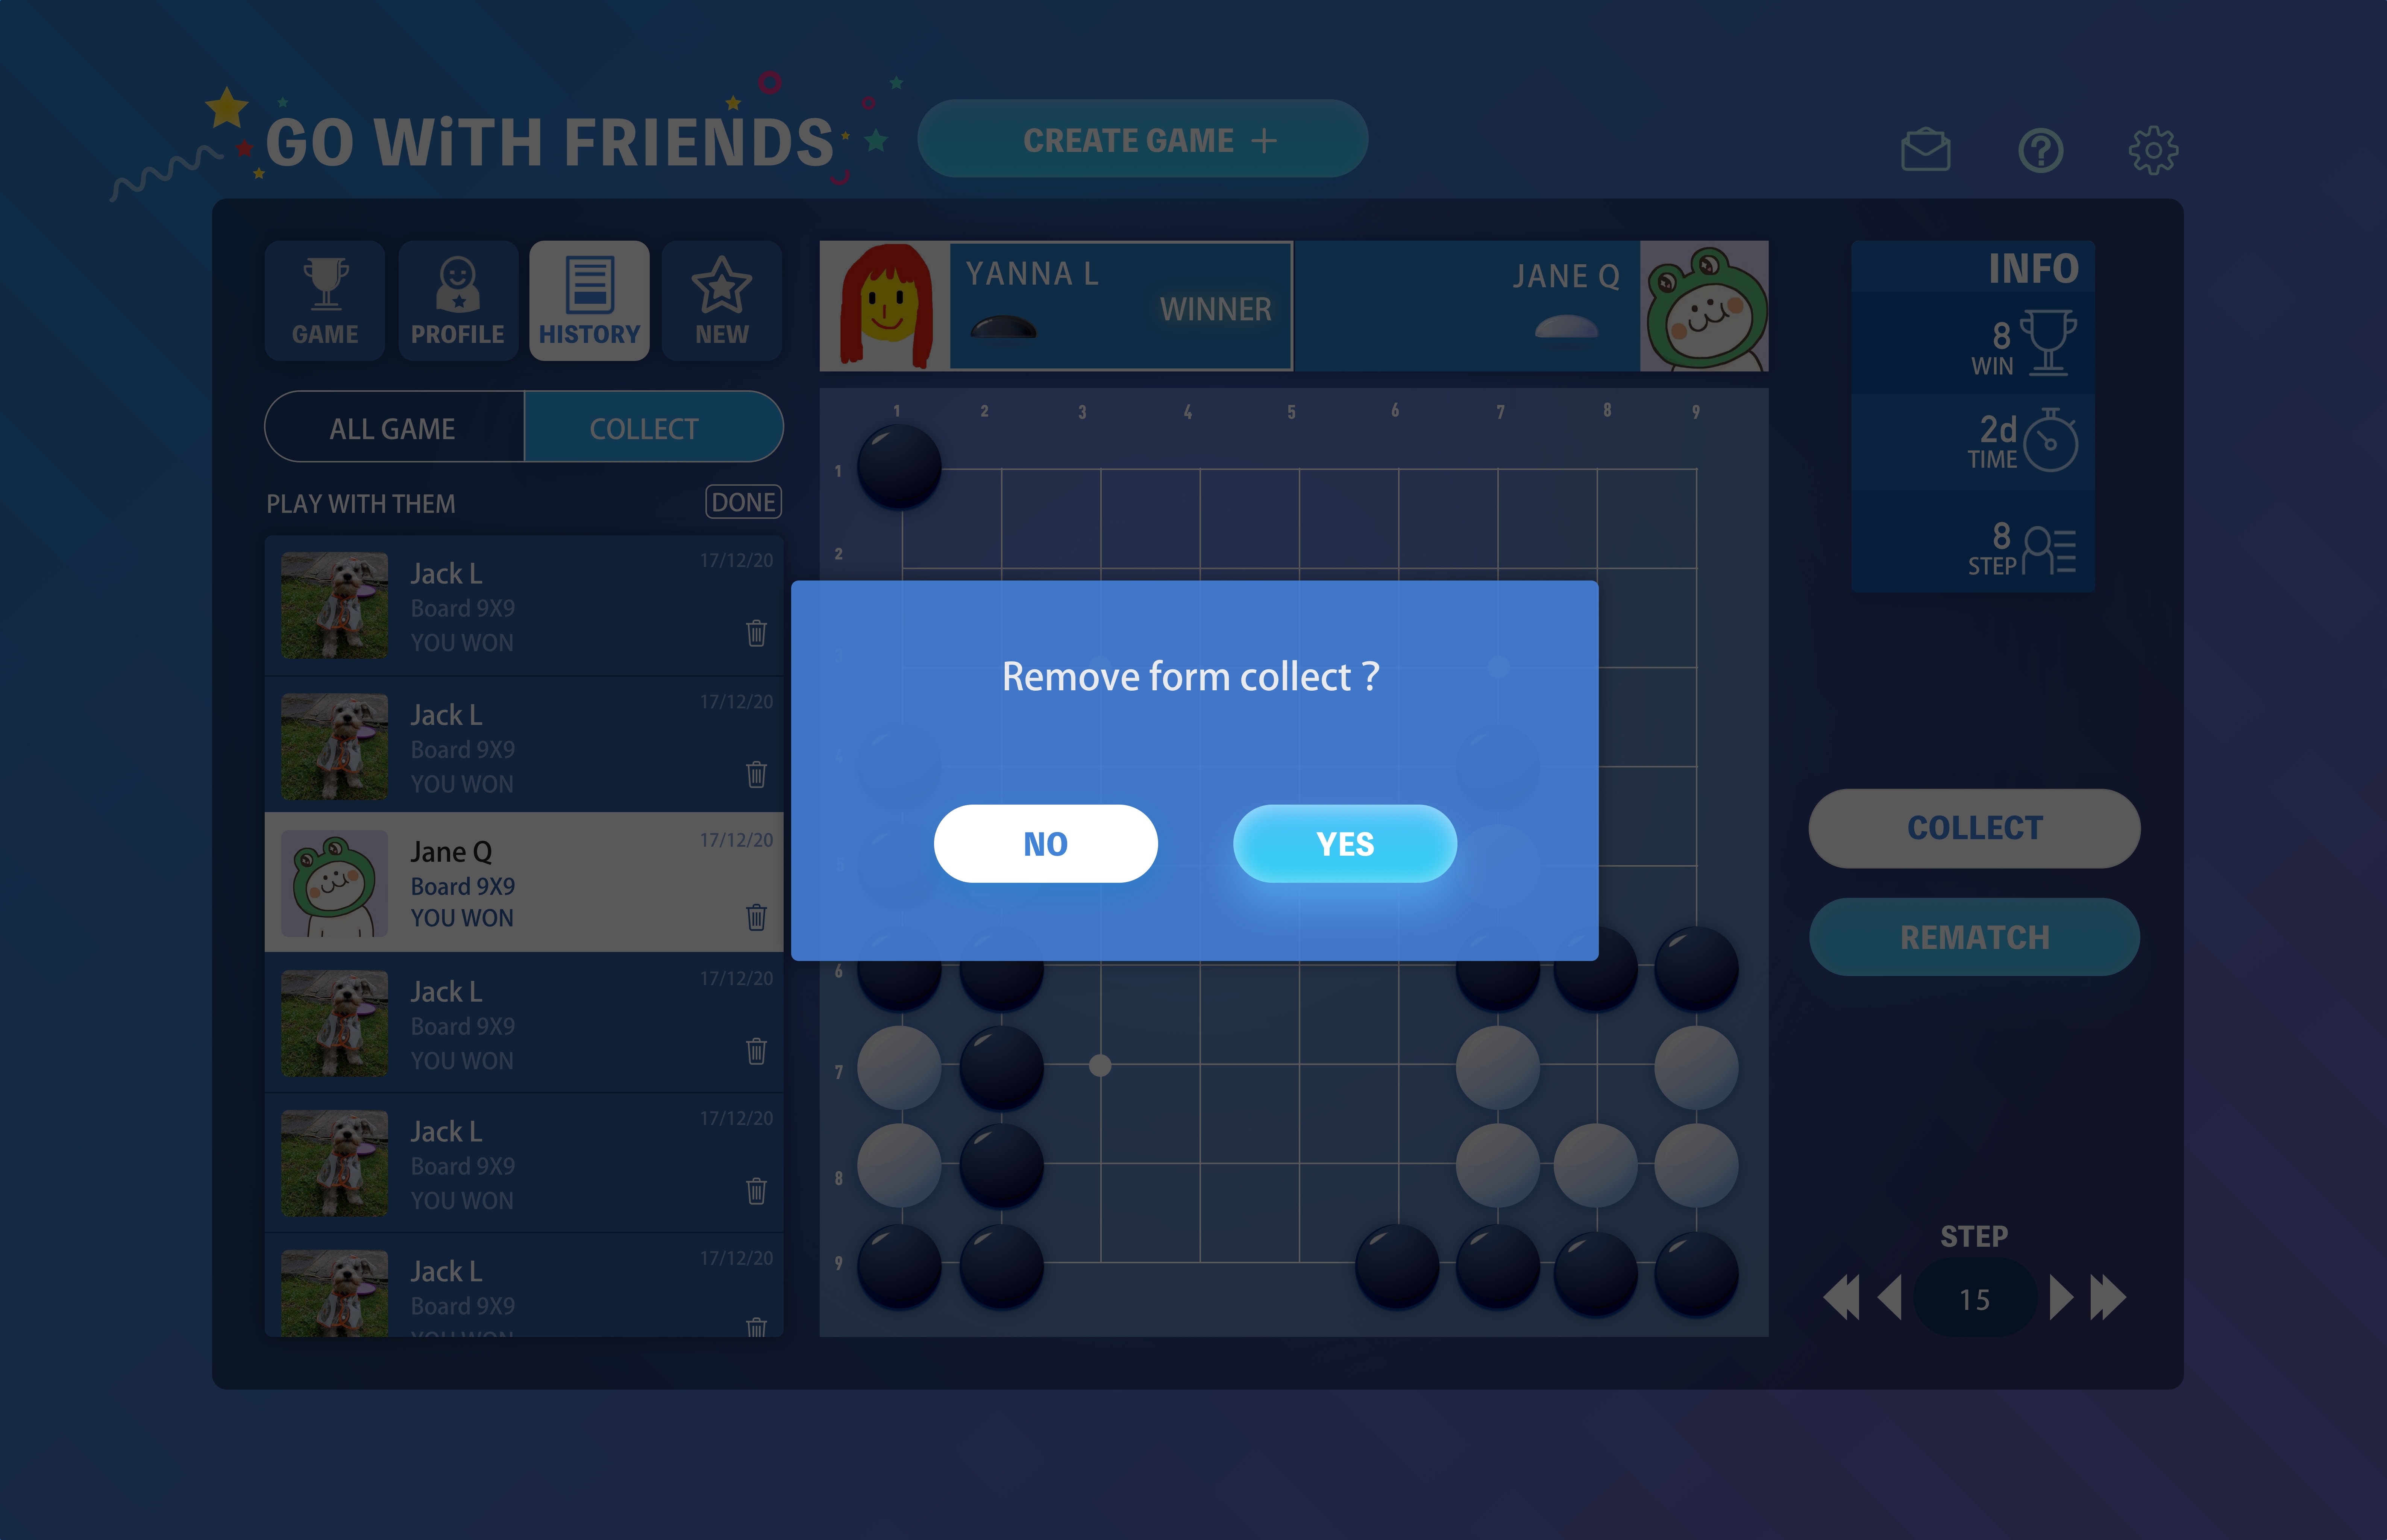 GO WiTH FRIENDS
CREATE GAME +
GAME
PROFILE
HISTORY
NEW
YANNA L
WINNER
JANE Q
INFO
8
WIN
2d
TIME
8
STEP
ALL GAME
COLLECT
PLAY WITH THEM
DONE
Jack L
17/12/20
Board 9X9
YOU WON
Jack L
17/12/20
Board 9X9
YOU WON
Jane Q
17/12/20
Board 9X9
YOU WON
Jack L
17/12/20
Board 9X9
YOU WON
Jack L
17/12/20
Board 9X9
YOU WON
Jack L
17/12/20
Board 9X9
YOU WON
1 2 3 4 5 6 7 8 9
1
2
3
4
5
6
7
8
9
Remove form collect ?
NO
YES
COLLECT
REMATCH
STEP
15